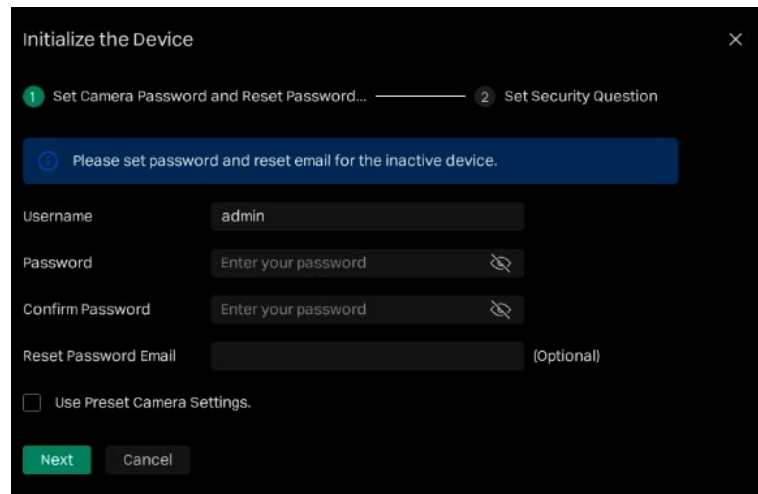 Initialize the Device
1 Set Camera Password and Reset Password... 2 Set Security Question
Please set password and reset email for the inactive device.
Username admin
Password Enter your password
Confirm Password Enter your password
Reset Password Email (Optional)
Use Preset Camera Settings.
Next Cancel